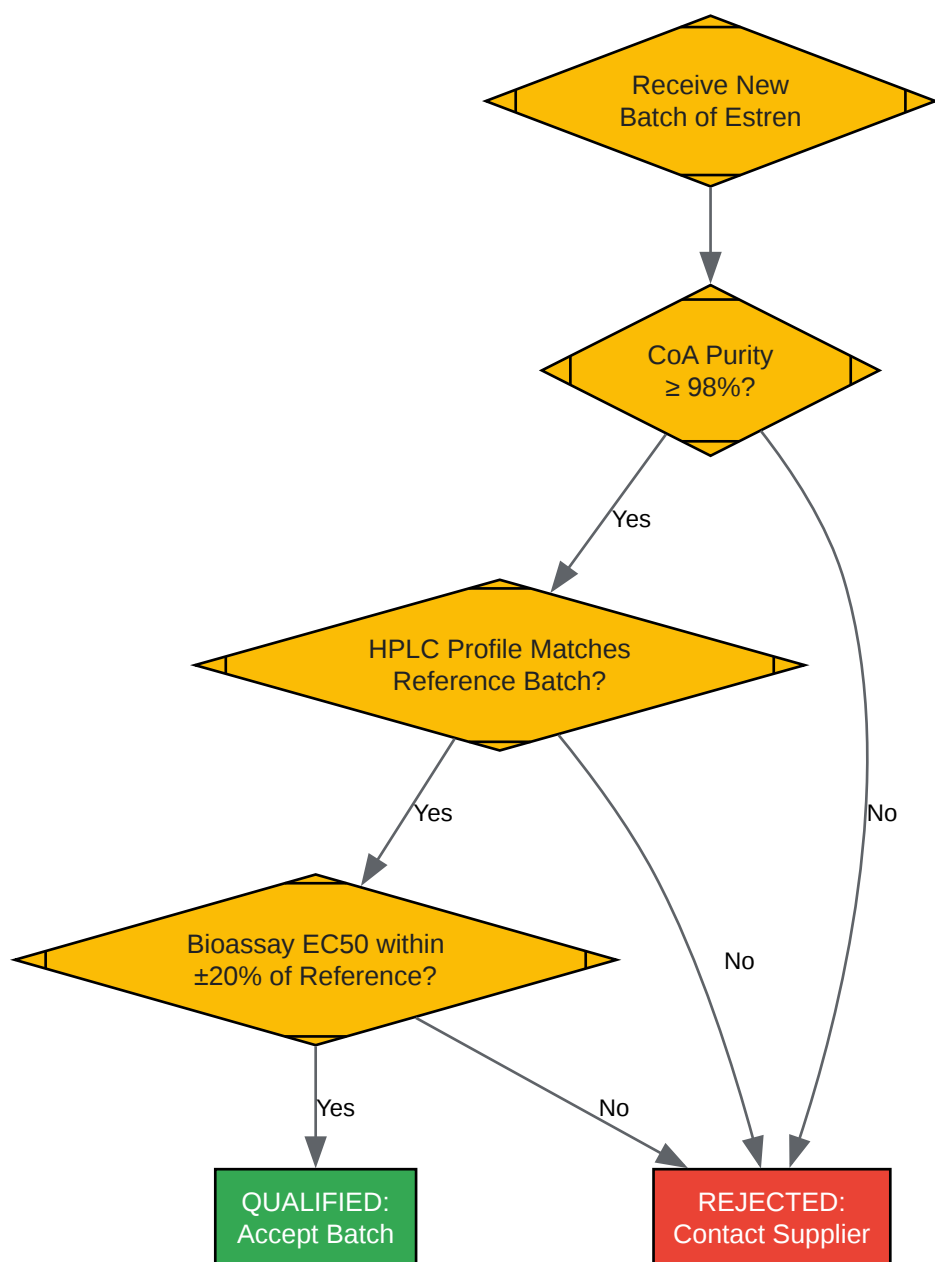 Receive New
Batch of Estren
CoA Purity
≥ 98%?
Yes
HPLC Profile Matches
Reference Batch?
Yes
No
Bioassay EC50 within
±20% of Reference?
No
Yes
No
QUALIFIED:
Accept Batch
REJECTED:
Contact Supplier